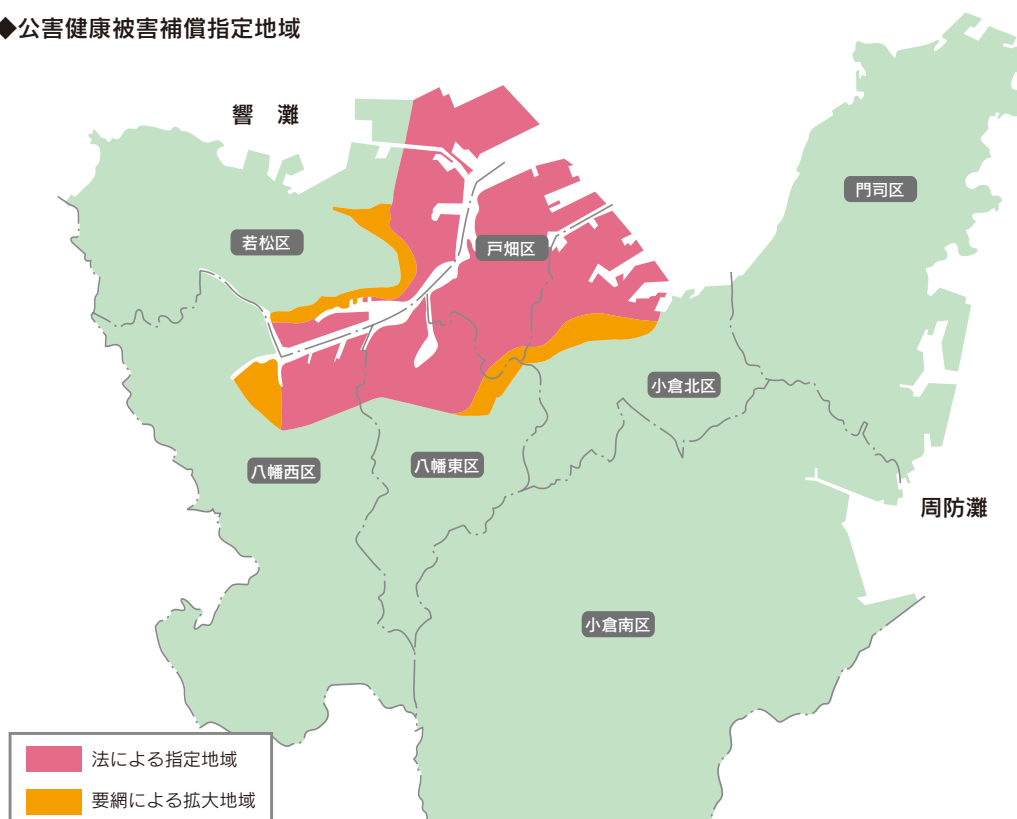 ◆公害健康被害補償指定地域
響　灘
門司区
若松区
戸畑区
小倉北区
八幡西区
八幡東区
周防灘
小倉南区
法による指定地域
要綱による拡大地域